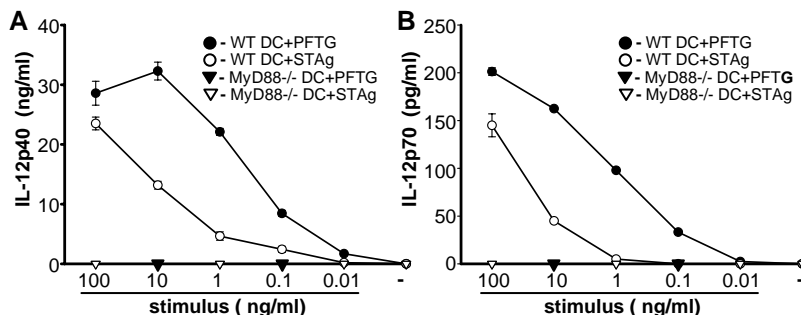 A
IL-12p40 (ng/ml)
40
30
20
10
0
100 10 1 0.1 0.01 -
stimulus ( ng/ml)
- WT DC+PFTG
- WT DC+STAg
- MyD88-/- DC+PFTG
- MyD88-/- DC+STAg
B
IL-12p70 (pg/ml)
250
200
150
100
50
0
100 10 1 0.1 0.01 -
stimulus ( ng/ml)
- WT DC+PFTG
- WT DC+STAg
- MyD88-/- DC+PFTG
- MyD88-/- DC+STAg